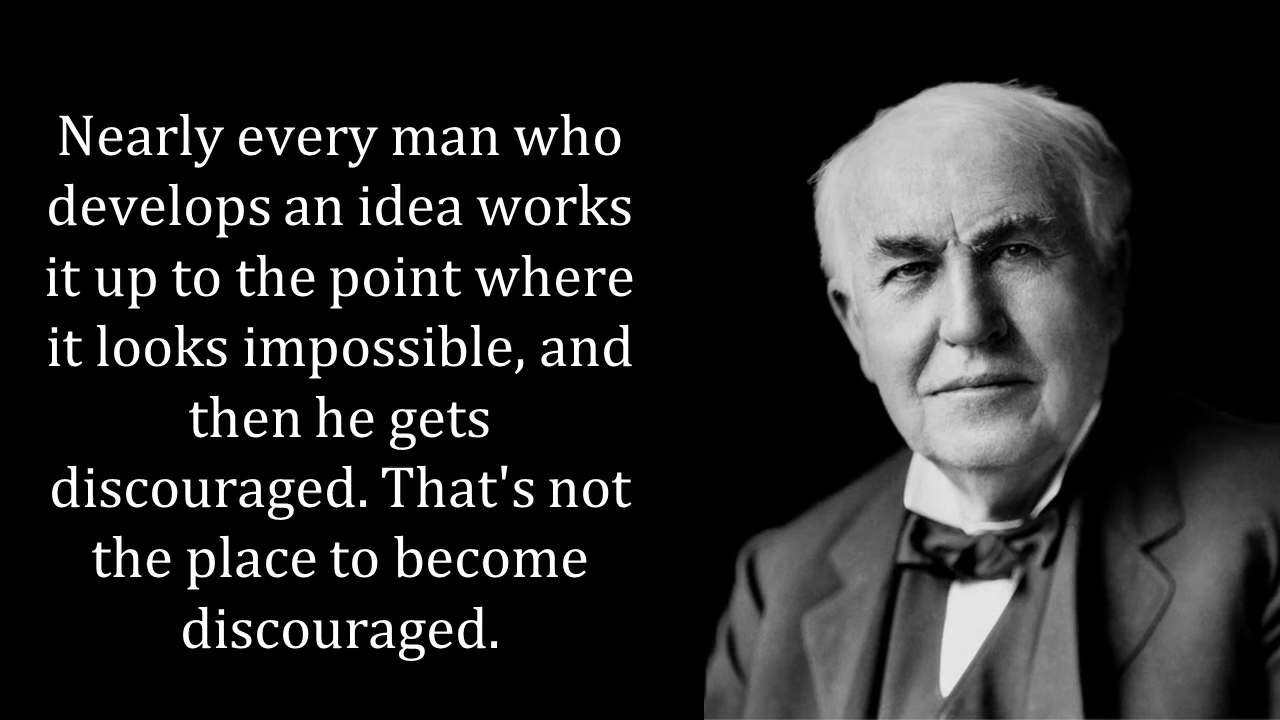 Nearly every man who
develops an idea works
it up to the point where
it looks impossible, and
then he gets
discouraged. That's not
the place to become
discouraged.